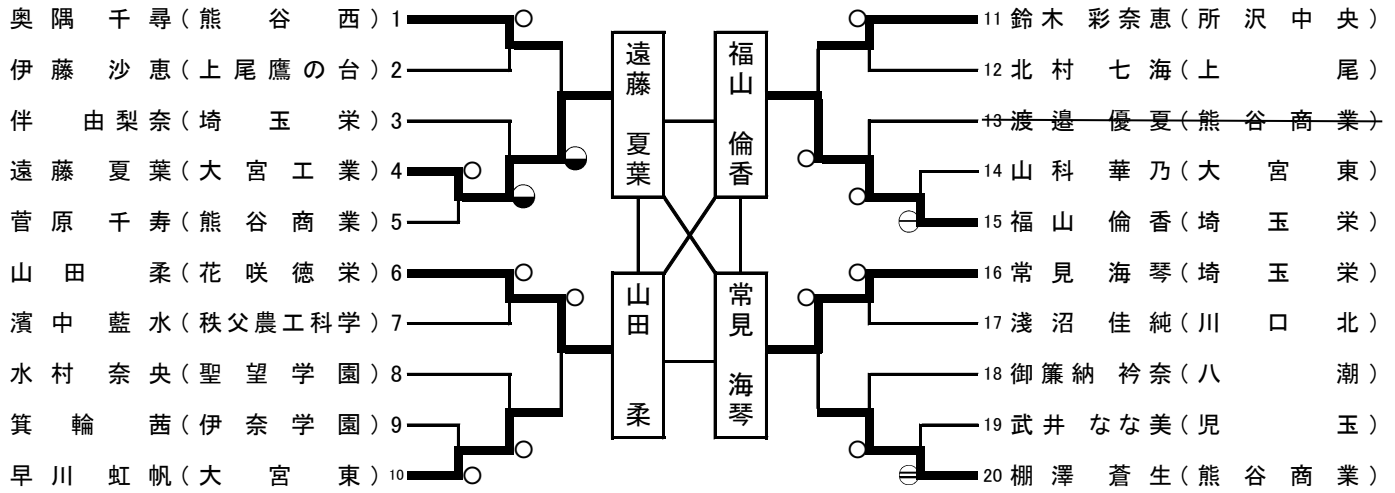 奥隅 千尋(熊谷西) 1
伊藤 沙恵(上尾鷹の台) 2
伴 由梨奈(埼玉栄) 3
遠藤 夏葉(大宮工業) 4
菅原 千寿(熊谷商業) 5
山田 柔(花咲徳栄) 6
濱中 藍水(秩父農工科学) 7
水村 奈央(聖望学園) 8
箕輪 茜(伊奈学園) 9
早川 虹帆(大宮東) 10
遠藤 夏葉
福山 倫香
山田 柔
常見 海琴
11 鈴木 彩奈恵(所沢中央)
12 北村 七海(上尾)
13 渡邉 優夏(熊谷商業)
14 山科 華乃(大宮東)
15 福山 倫香(埼玉栄)
16 常見 海琴(埼玉栄)
17 淺沼 佳純(川口北)
18 御簾納 衿奈(八潮)
19 武井 なな美(児玉)
20 棚澤 蒼生(熊谷商業)